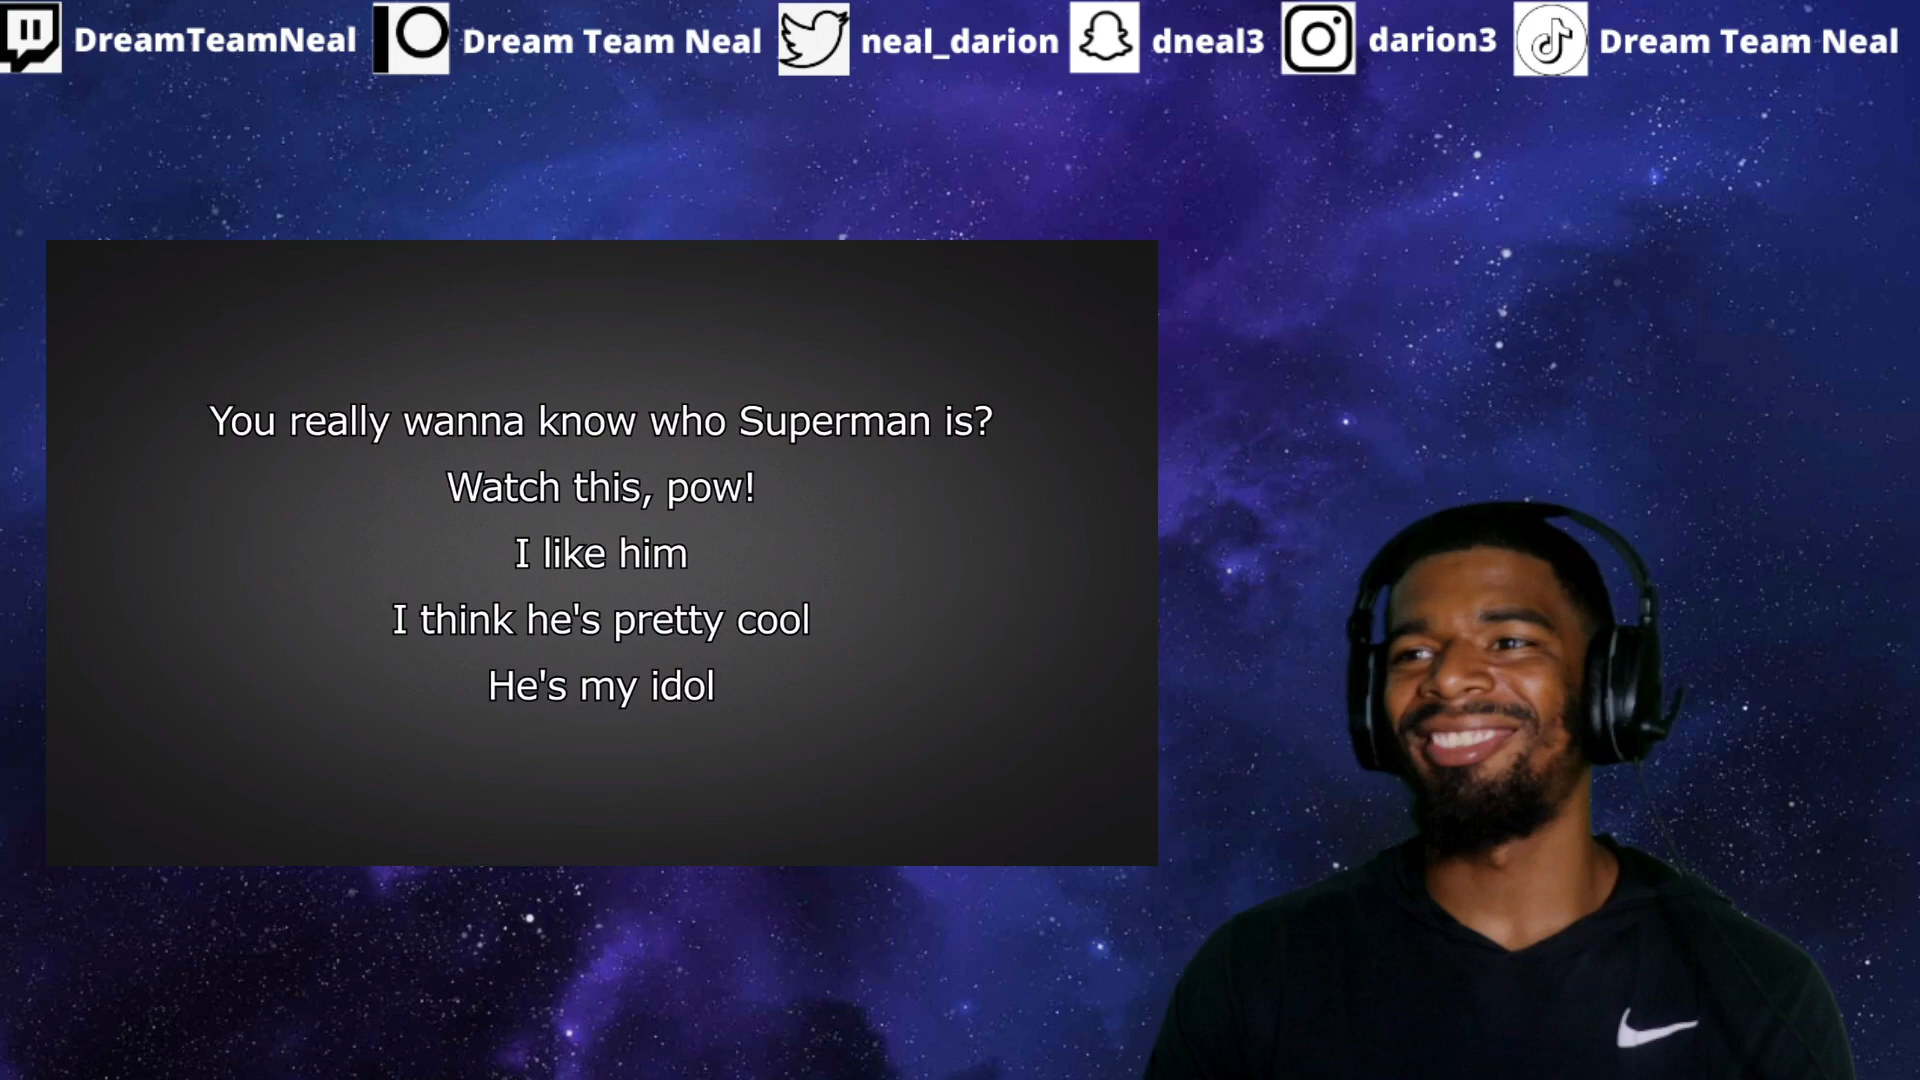 DreamTeamNeal
Dream Team Neal
neal_darion
dneal3
darion3
Dream Team Neal
You really wanna know who Superman is?
Watch this, pow!
I like him
I think he's pretty cool
He's my idol